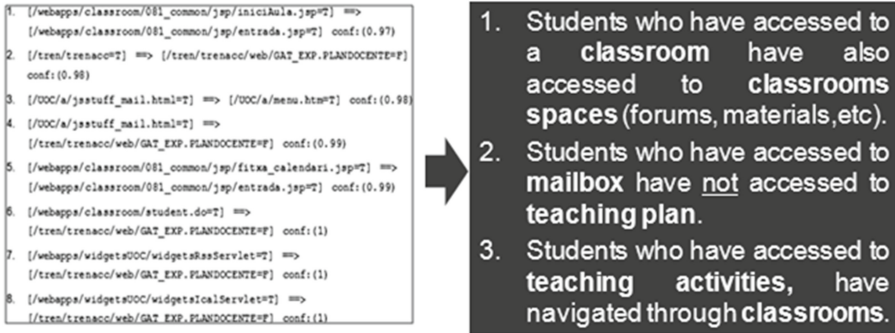 1. [/webapps/classroom/081_common/jsp/iniciAula.jsp=T] ==>
[/webapps/classroom/081_common/jsp/entrada.jsp=T] conf:(0.97)
2. [/tren/trenacc=T] ==> [/tren/trenacc/web/GAT_EXP.PLANDOCENTE=F]
conf:(0.98)
3. [/UOC/a/jsstuff_mail.html=T] ==> [/UOC/a/menu.htm=T] conf:(0.98)
4. [/UOC/a/jsstuff_mail.html=T] ==>
[/tren/trenacc/web/GAT_EXP.PLANDOCENTE=F] conf:(0.99)
5. [/webapps/classroom/081_common/jsp/fitxa_calendari.jsp=T] ==>
[/webapps/classroom/081_common/jsp/entrada.jsp=T] conf:(0.99)
6. [/webapps/classroom/student.do=T] ==>
[/tren/trenacc/web/GAT_EXP.PLANDOCENTE=F] conf:(1)
7. [/webapps/widgetsUOC/widgetsRssServlet=T] ==>
[/tren/trenacc/web/GAT_EXP.PLANDOCENTE=F] conf:(1)
8. [/webapps/widgetsUOC/widgetsIcalServlet=T] ==>
[/tren/trenacc/web/GAT_EXP.PLANDOCENTE=F] conf:(1)
1. Students who have accessed to
a classroom have also
accessed to classrooms
spaces (forums, materials,etc).
2. Students who have accessed to
mailbox have not accessed to
teaching plan.
3. Students who have accessed to
teaching activities, have
navigated through classrooms.